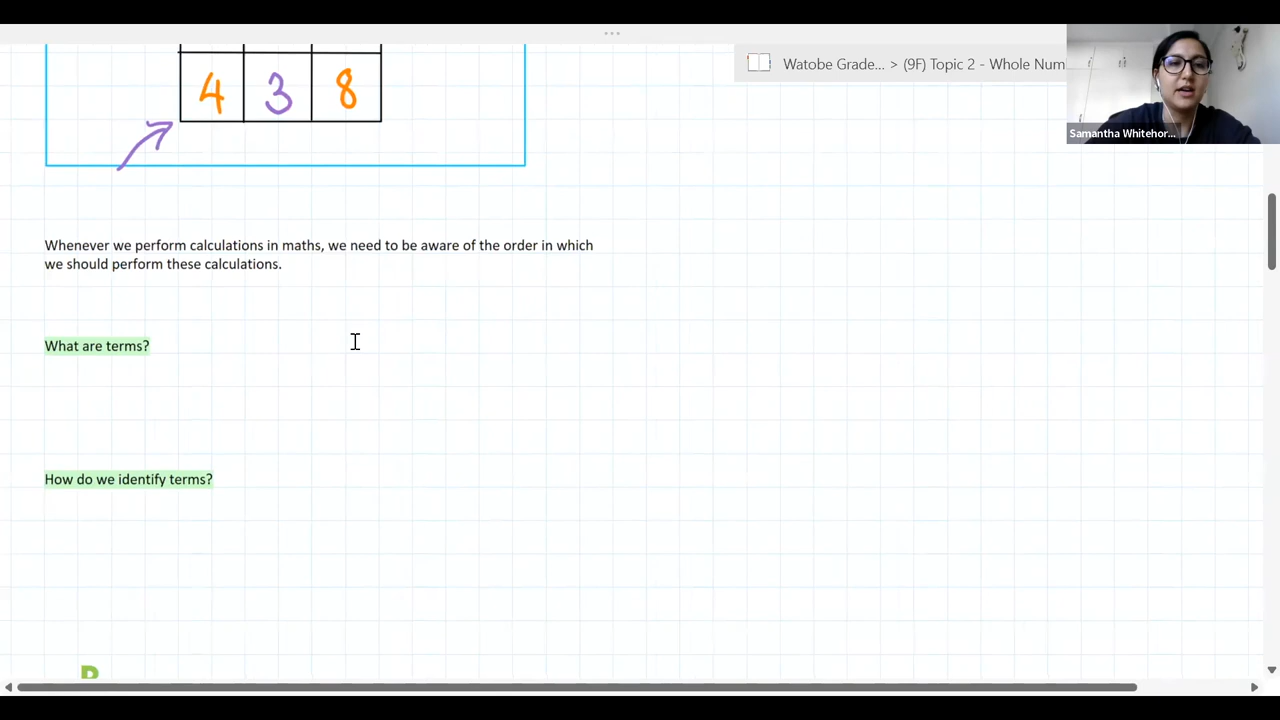 4 3 8
Watobe Grade... > (9F) Topic 2 - Whole Num
Samantha Whitehor...
Whenever we perform calculations in maths, we need to be aware of the order in which
we should perform these calculations.
What are terms?
How do we identify terms?